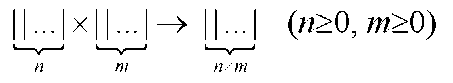 ||... × ||... → ||... (n≥0, m≥0)
n m n×m